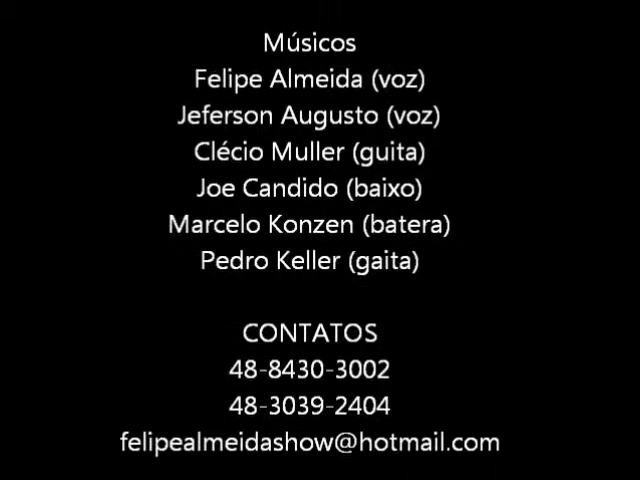 Músicos
Felipe Almeida (voz)
Jeferson Augusto (voz)
Clécio Muller (guita)
Joe Candido (baixo)
Marcelo Konzen (batera)
Pedro Keller (gaita)
CONTATOS
48-8430-3002
48-3039-2404
felipealmeidashow@hotmail.com